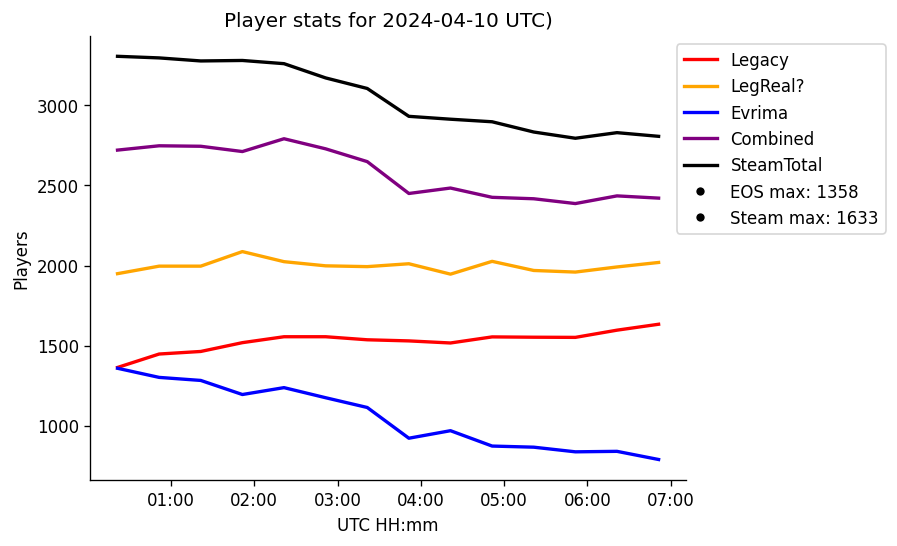 Player stats for 2024-04-10 UTC)
Legacy
LegReal?
Evrima
Combined
SteamTotal
EOS max: 1358
Steam max: 1633
Players
3000
2500
2000
1500
1000
01:00 02:00 03:00 04:00 05:00 06:00 07:00
UTC HH:mm